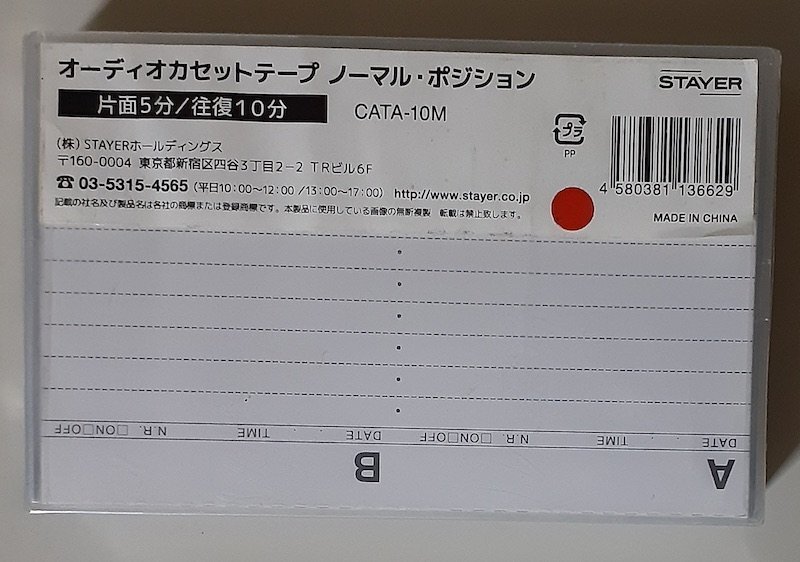 オーディオカセットテープ ノーマル・ポジション
片面5分/往復10分
CATA-10M
STAYER
(株)STAYERホールディングス
〒160-0004 東京都新宿区四谷3丁目2-2 TRビル6F
☎ 03-5315-4565 (平日10:00~12:00 /13:00~17:00) http://www.stayer.co.jp
記載の社名及び製品名は各社の商標または登録商標です。本製品に使用している画像の無断複製 転載は禁止致します。
プラ
PP
4 580381 136629
MADE IN CHINA
A
DATE . . TIME N.R. □ON□OFF
B
DATE . . TIME N.R. □ON□OFF